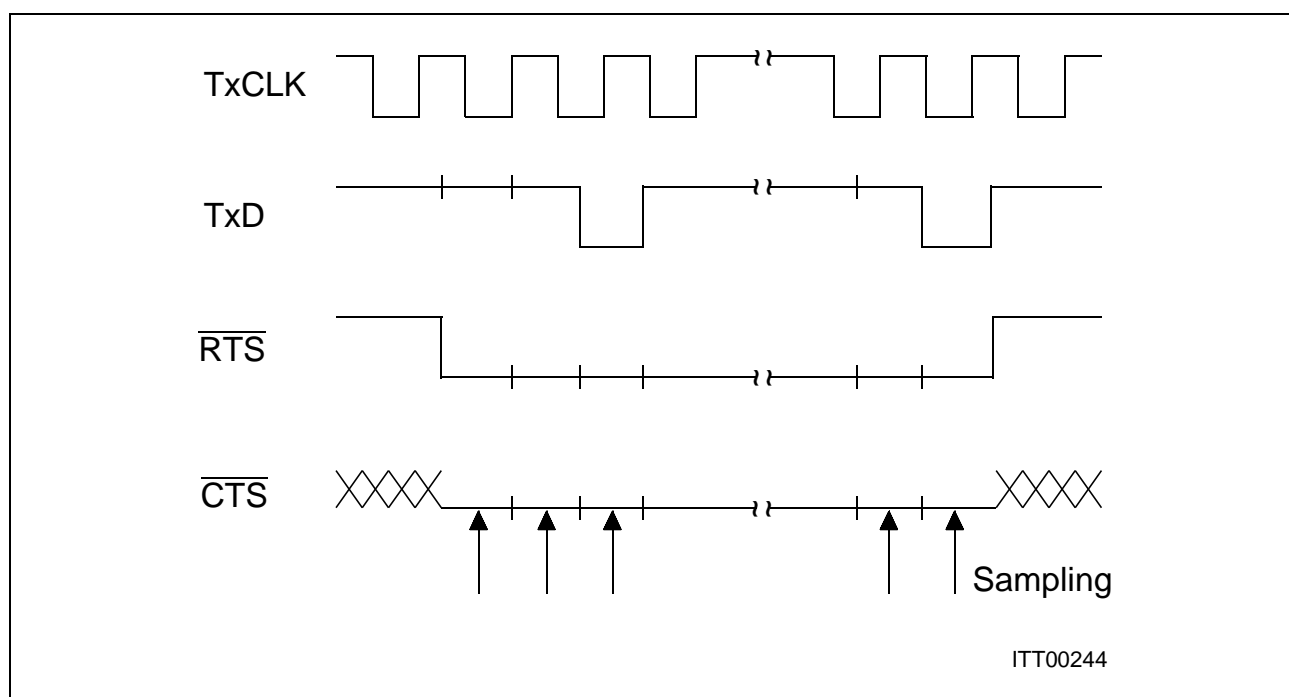 TxCLK
TxD
RTS
CTS
Sampling
ITT00244